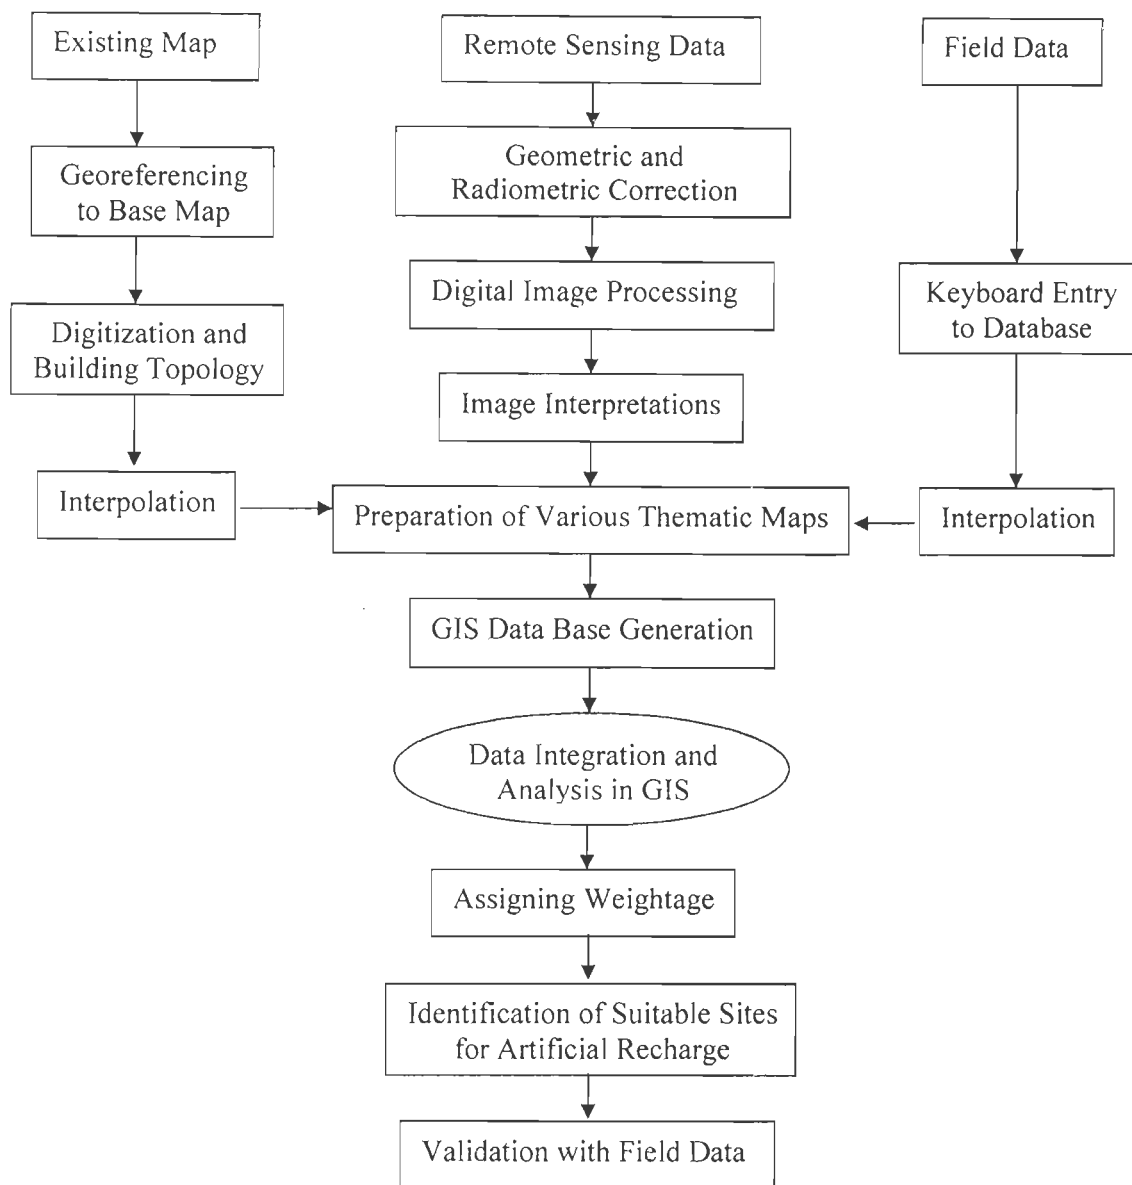 Existing Map
Remote Sensing Data
Field Data
Geometric and
Radiometric Correction
Georeferencing
to Base Map
Digital Image Processing
Keyboard Entry
to Database
Digitization and
Building Topology
Image Interpretations
Interpolation
Preparation of Various Thematic Maps
Interpolation
GIS Data Base Generation
Data Integration and
Analysis in GIS
Assigning Weightage
Identification of Suitable Sites
for Artificial Recharge
Validation with Field Data